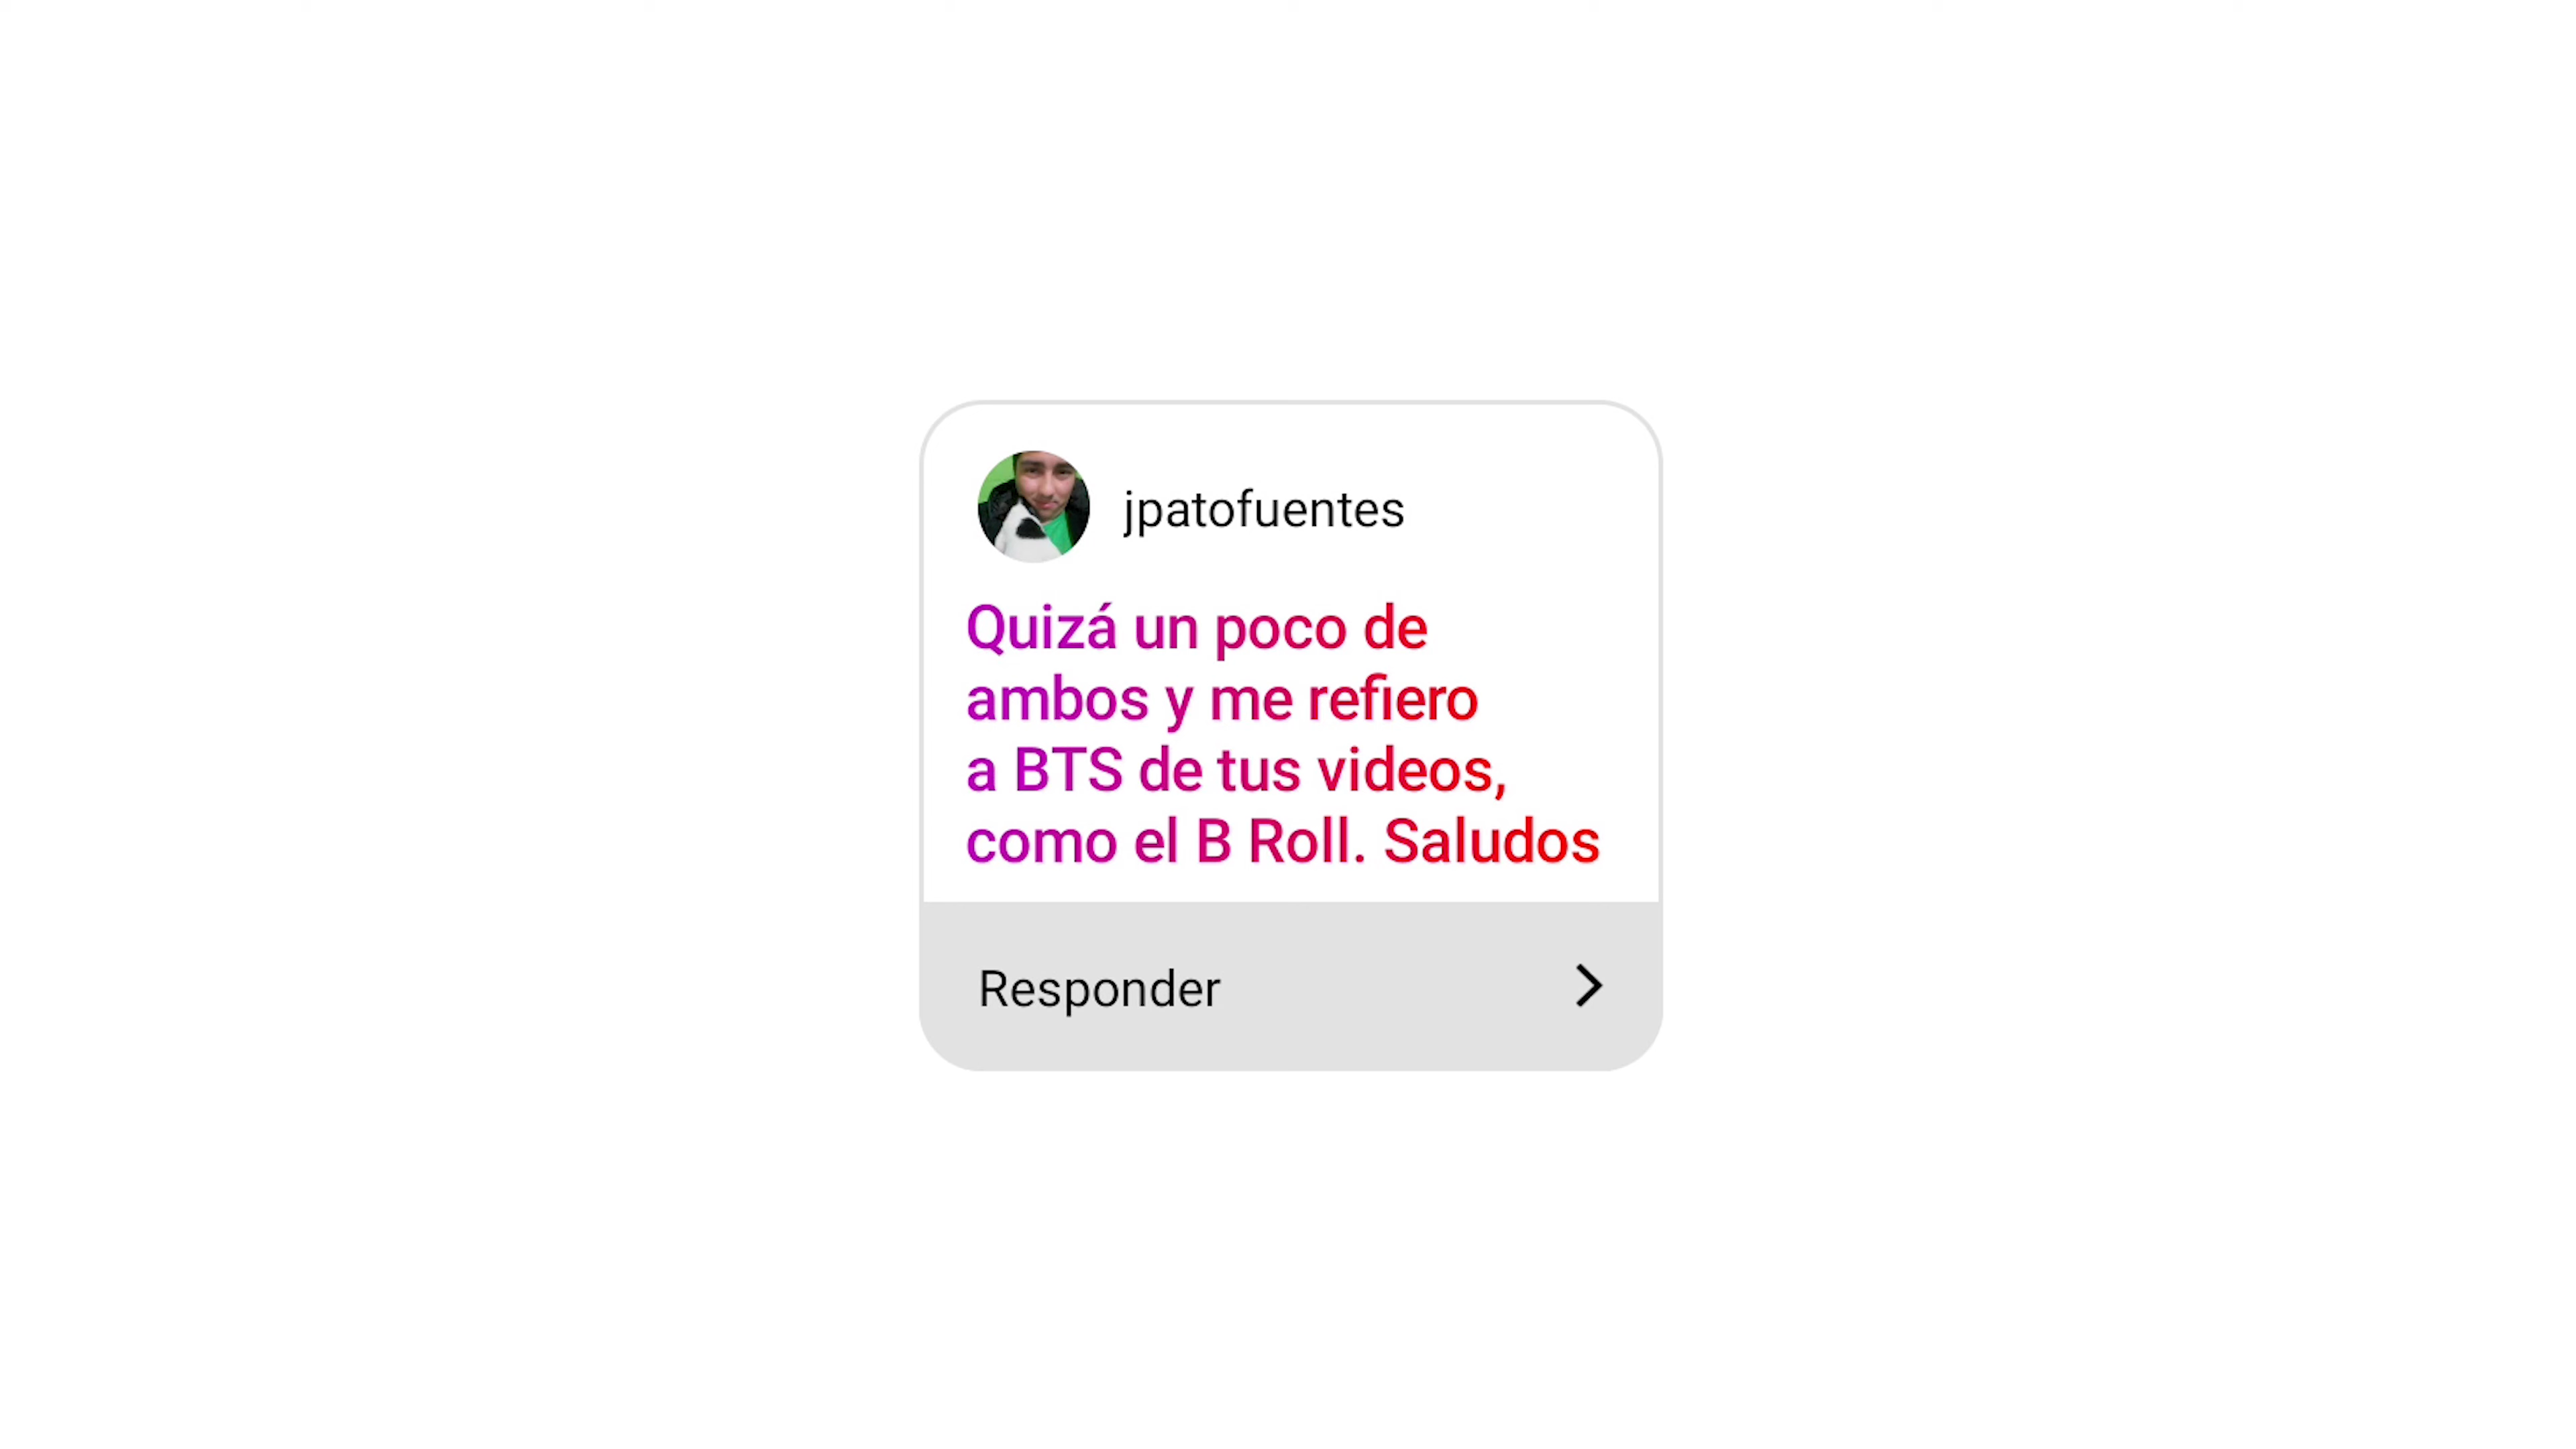 jpatofuentes
Quizá un poco de
ambos y me refiero
a BTS de tus videos,
como el B Roll. Saludos
Responder